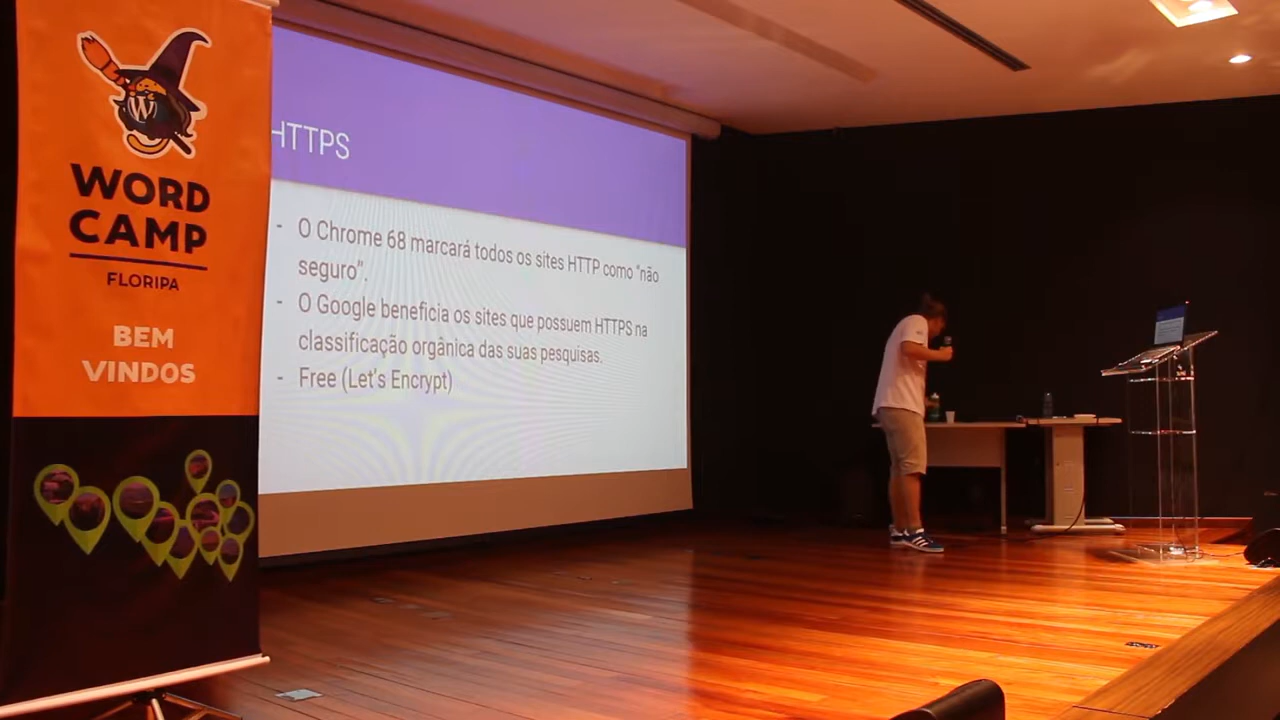 WORD
CAMP
FLORIPA
BEM
VINDOS
HTTPS
- O Chrome 68 marcará todos os sites HTTP como "não
seguro".
- O Google beneficia os sites que possuem HTTPS na
classificação orgânica das suas pesquisas.
- Free (Let's Encrypt)